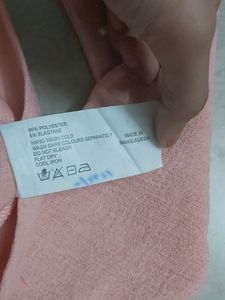 95% POLYESTER
5% ELASTANE
HAND WASH COLD
WASH DARK COLOURS SEPARATELY
DO NOT BLEACH
FLAT DRY
COOL IRON
MADE IN
BANGLADESH